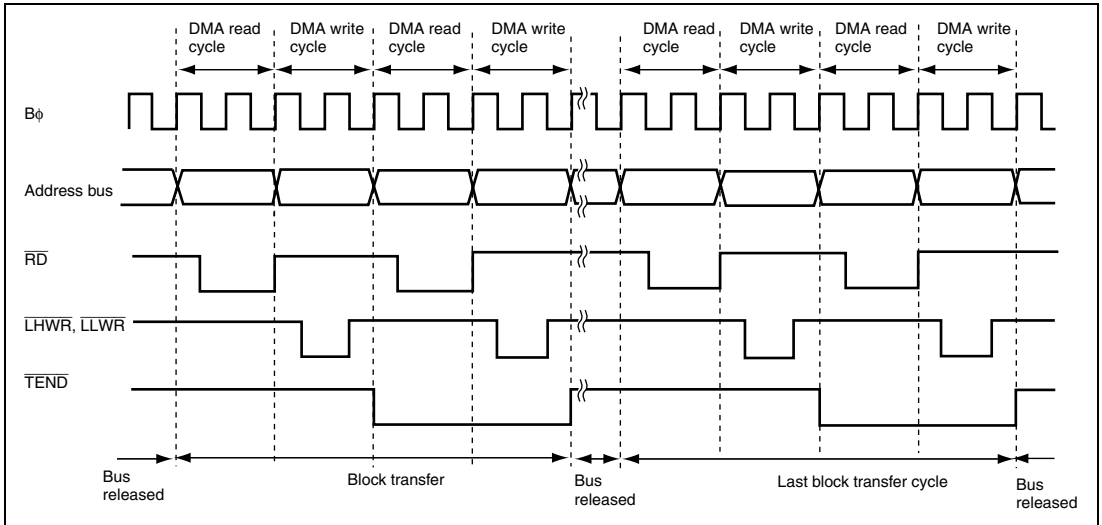 DMA read cycle
DMA write cycle
DMA read cycle
DMA write cycle
DMA read cycle
DMA write cycle
DMA read cycle
DMA write cycle
Bϕ
Address bus
RD
LHWR, LLWR
TEND
Bus released
Block transfer
Bus released
Last block transfer cycle
Bus released